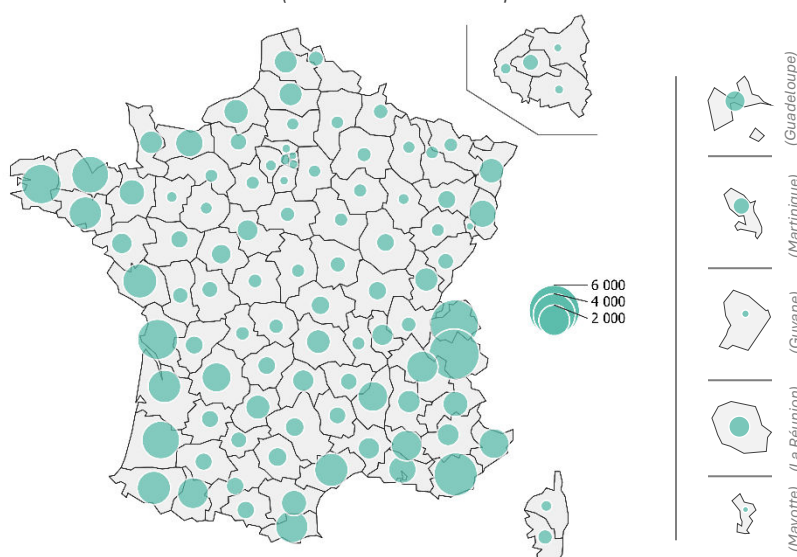 6 000
4 000
2 000
(Guadeloupe)
(Martinique)
(Guyane)
(La Réunion)
(Mayotte)